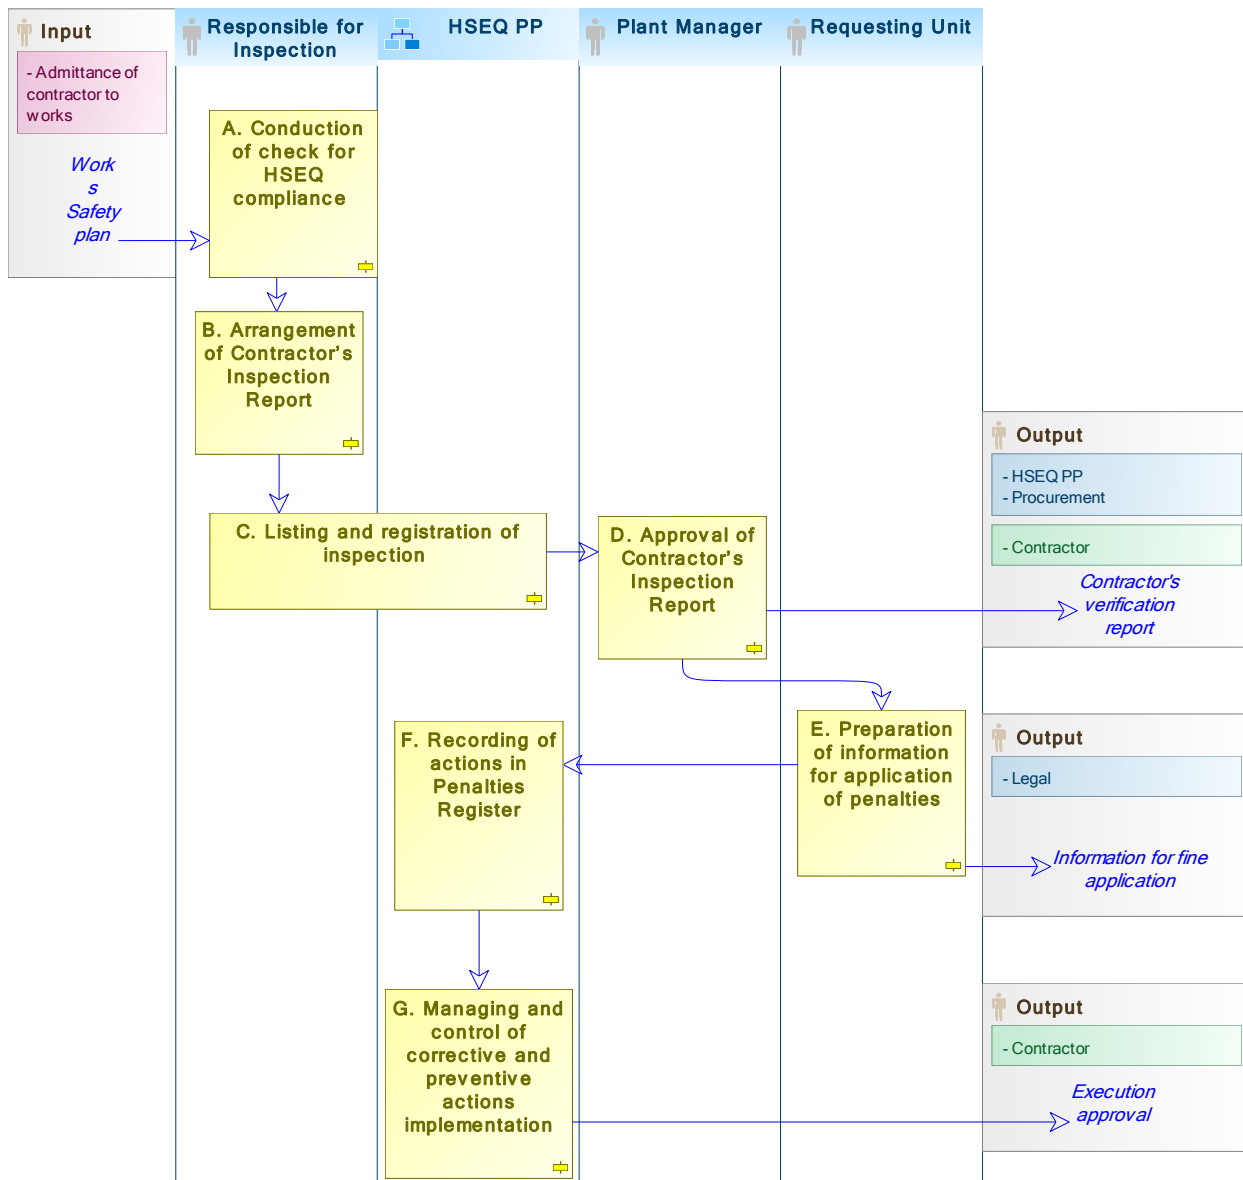 Input
Responsible for
Inspection
HSEQ PP
Plant Manager
Requesting Unit
- Admittance of
contractor to
works
Work
s
Safety
plan
A. Conduction
of check for
HSEQ
compliance
B. Arrangement
of Contractor's
Inspection
Report
C. Listing and registration of
inspection
D. Approval of
Contractor's
Inspection
Report
Output
- HSEQ PP
- Procurement
- Contractor
Contractor's
verification
report
E. Preparation
of information
for application
of penalties
Output
- Legal
Information for fine
application
F. Recording of
actions in
Penalties
Register
G. Managing and
control of
corrective and
preventive
actions
implementation
Output
- Contractor
Execution
approval